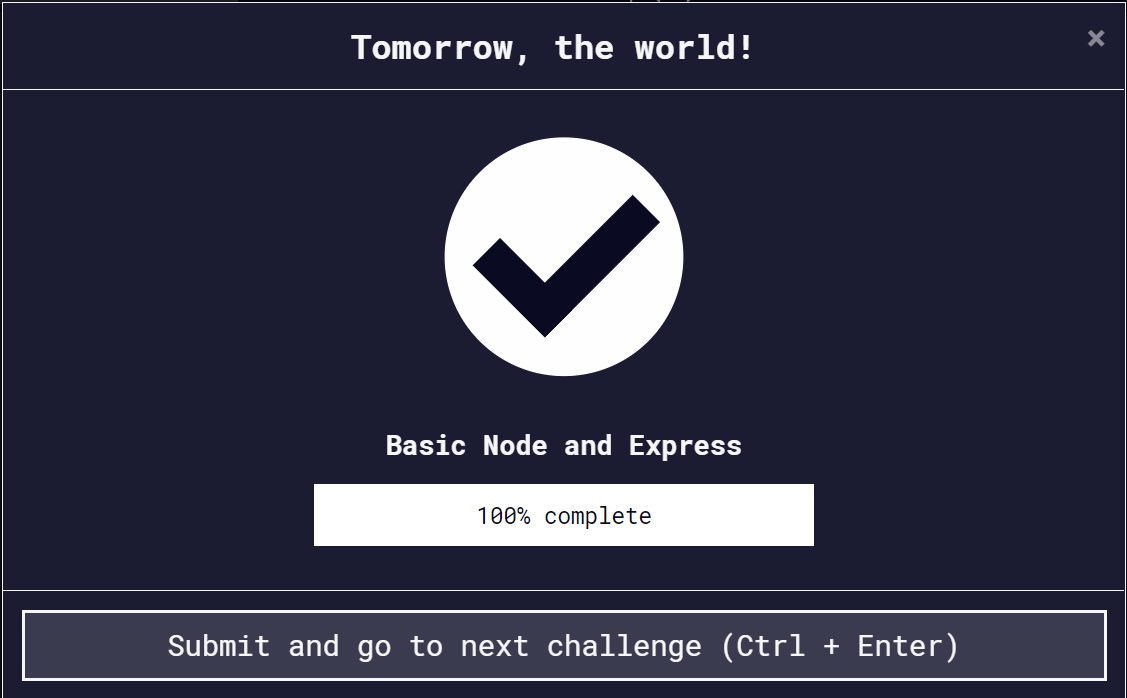 Tomorrow, the world!
×
Basic Node and Express
100% complete
Submit and go to next challenge (Ctrl + Enter)